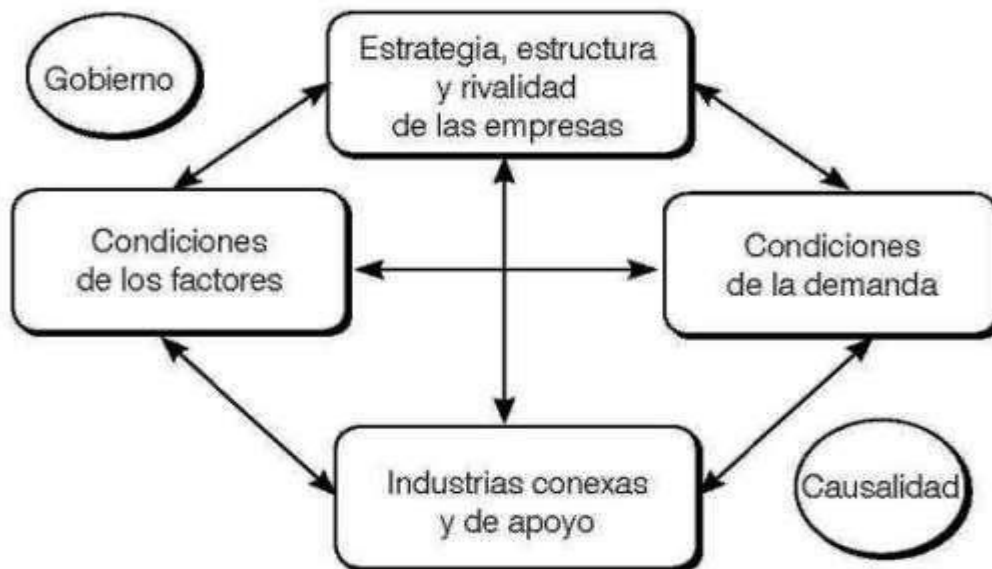 Gobierno
Estrategia, estructura
y rivalidad
de las empresas
Condiciones
de los factores
Condiciones
de la demanda
Industrias conexas
y de apoyo
Causalidad